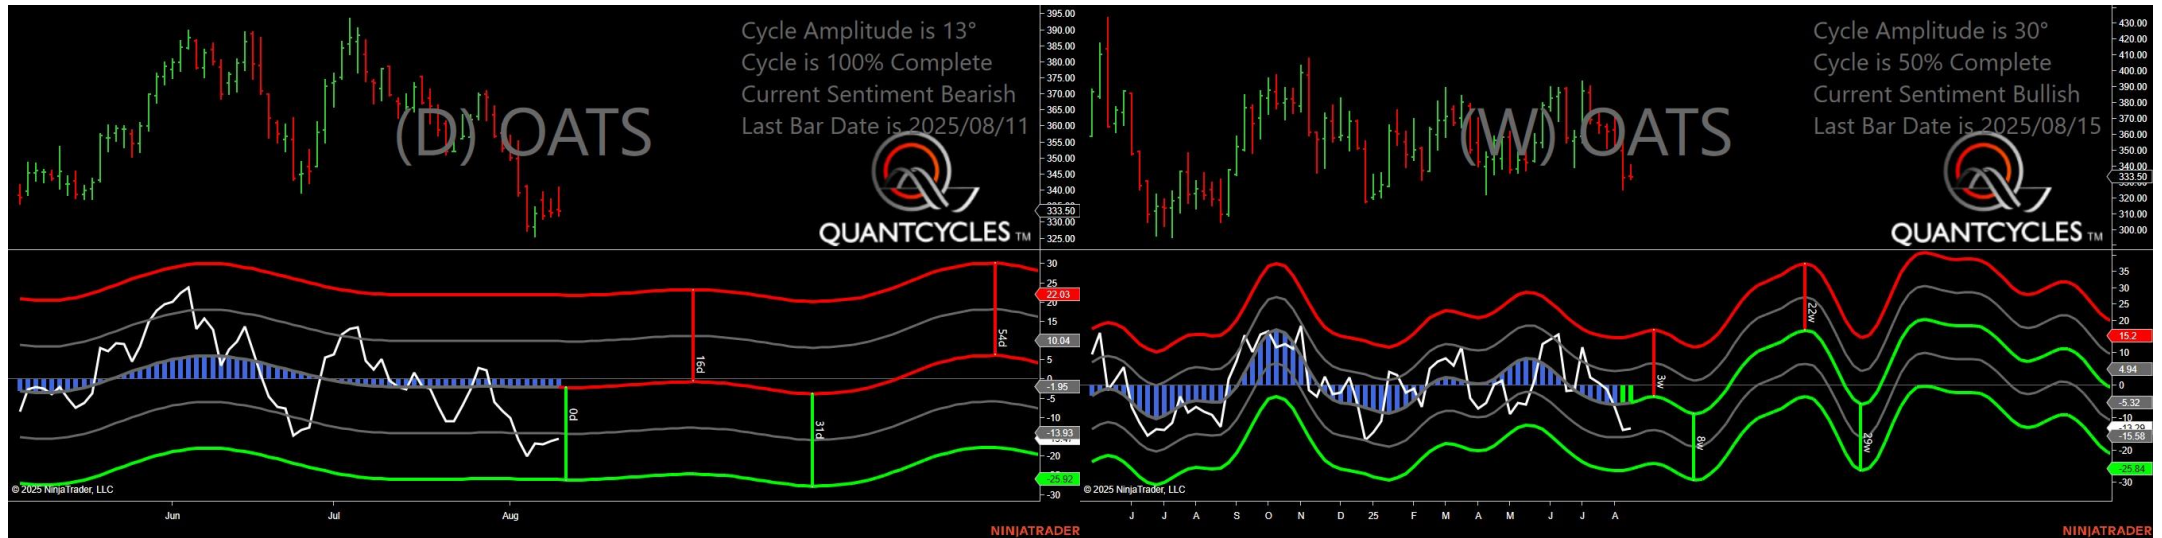 Cycle Amplitude is 13°
Cycle is 100% Complete
Current Sentiment Bearish
Last Bar Date is 2025/08/11
(D) OATS
QUANTCYCLES TM
395.00
390.00
385.00
380.00
375.00
370.00
365.00
360.00
355.00
350.00
345.00
340.00
333.50
330.00
325.00
30
22.03
20
15
10.04
5
0
-1.95
-5
-10
-13.93
-20
-25.92
-30
0d
16d
31d
54d
© 2025 NinjaTrader, LLC
Jun
Jul
Aug
NINJATRADER
Cycle Amplitude is 30°
Cycle is 50% Complete
Current Sentiment Bullish
Last Bar Date is 2025/08/15
(W) OATS
QUANTCYCLES TM
430.00
420.00
410.00
400.00
390.00
380.00
370.00
360.00
350.00
340.00
333.50
320.00
310.00
300.00
35
30
25
20
15.2
10
4.94
0
-5.32
-10
-13.29
-15.58
-20
-25.84
-30
3w
8w
22w
29w
© 2025 NinjaTrader, LLC
J
J
A
S
O
N
D
25
F
M
A
M
J
J
A
NINJATRADER